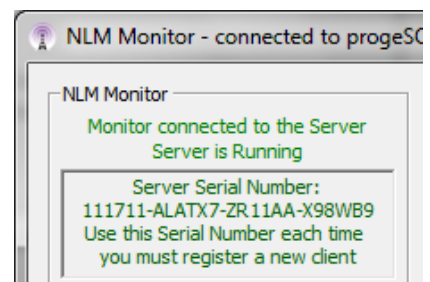 NLM Monitor - connected to progeSC
NLM Monitor
Monitor connected to the Server
Server is Running
Server Serial Number:
111711-ALATX7-ZR11AA-X98WB9
Use this Serial Number each time
you must register a new client